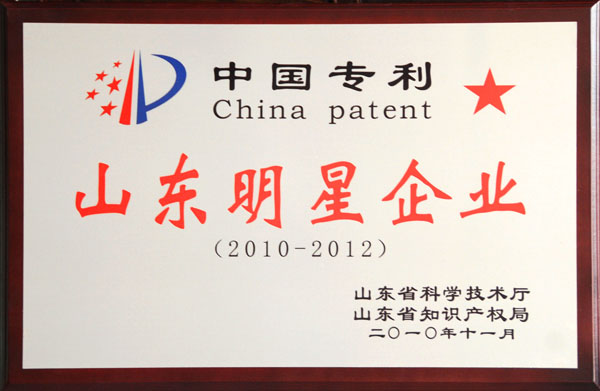 中国专利
China patent
山东明星企业
(2010-2012)
山东省科学技术厅
山东省知识产权局
二〇一〇年十一月